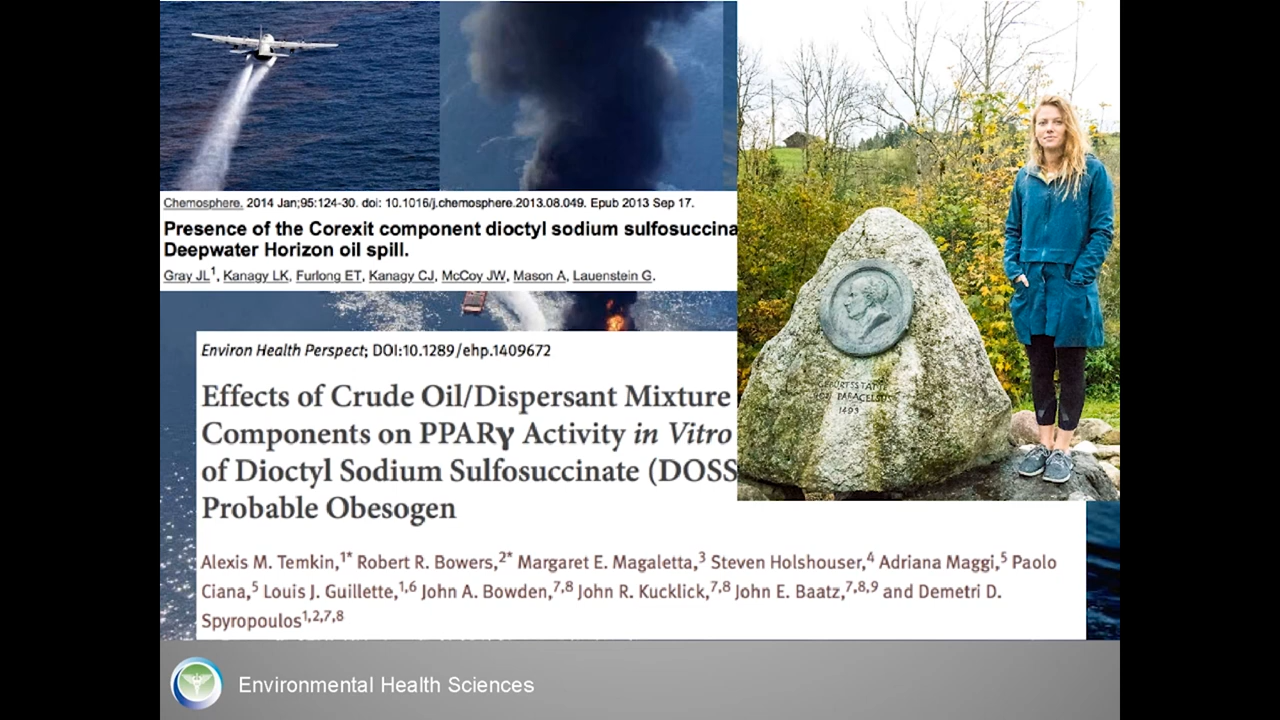 Chemosphere. 2014 Jan;95:124-30. doi: 10.1016/j.chemosphere.2013.08.049. Epub 2013 Sep 17.
Presence of the Corexit component dioctyl sodium sulfosuccina
Deepwater Horizon oil spill.
Gray JL1, Kanagy LK, Furlong ET, Kanagy CJ, McCoy JW, Mason A, Lauenstein G.
GEBURTSSTÄTTE
VON PARACELSUS
1493
Environ Health Perspect; DOI:10.1289/ehp.1409672
Effects of Crude Oil/Dispersant Mixture
Components on PPARγ Activity in Vitro
of Dioctyl Sodium Sulfosuccinate (DOSS
Probable Obesogen
Alexis M. Temkin,1* Robert R. Bowers,2* Margaret E. Magaletta,3 Steven Holshouser,4 Adriana Maggi,5 Paolo
Ciana,5 Louis J. Guillette,1,6 John A. Bowden,7,8 John R. Kucklick,7,8 John E. Baatz,7,8,9 and Demetri D.
Spyropoulos1,2,7,8
Environmental Health Sciences